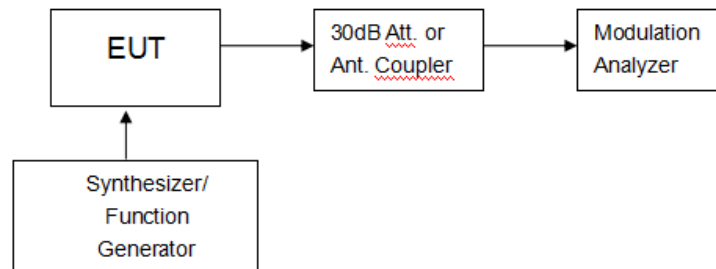 EUT
30dB Att. or
Ant. Coupler
Modulation
Analyzer
Synthesizer/
Function
Generator